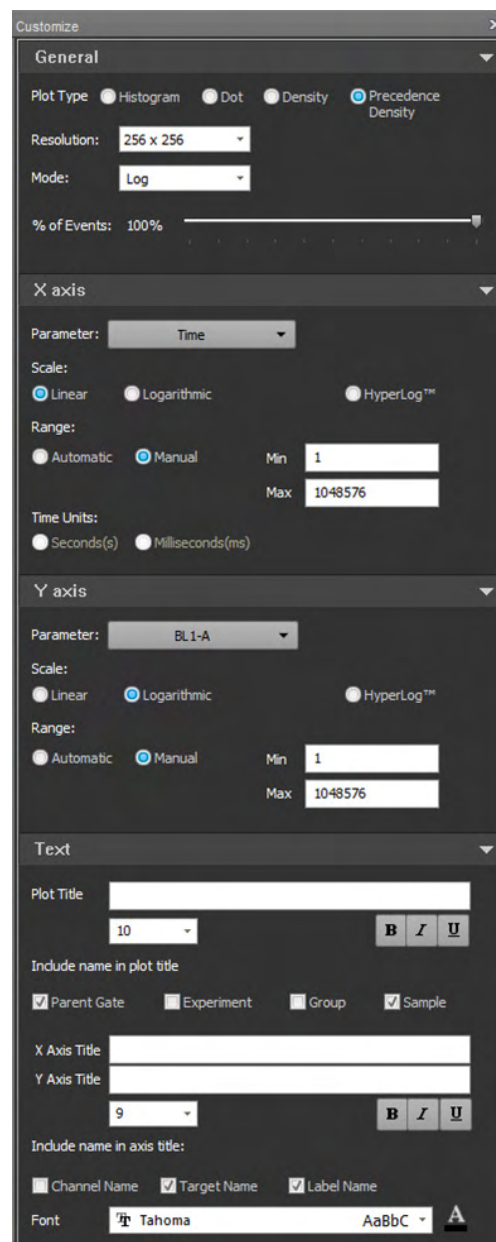 Customize
General
Plot Type Histogram Dot Density Precedence Density
Resolution: 256 x 256
Mode: Log
% of Events: 100%
X axis
Parameter: Time
Scale:
Linear Logarithmic HyperLog™
Range:
Automatic Manual Min 1
Max 1048576
Time Units:
Seconds(s) Milliseconds(ms)
Y axis
Parameter: BL1-A
Scale:
Linear Logarithmic HyperLog™
Range:
Automatic Manual Min 1
Max 1048576
Text
Plot Title
10 B I U
Include name in plot title
Parent Gate Experiment Group Sample
X Axis Title
Y Axis Title
9 B I U
Include name in axis title:
Channel Name Target Name Label Name
Font Tahoma AaBbC A